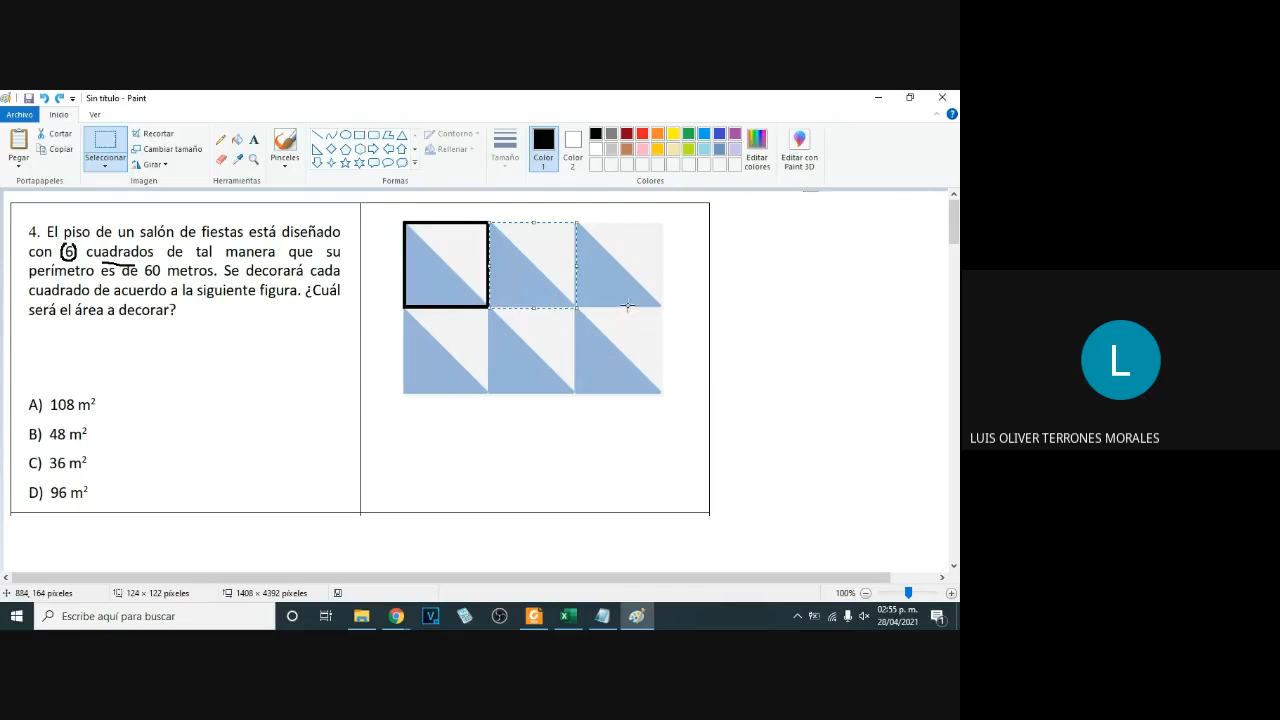 Sin título - Paint
Archivo
Inicio
Ver
Pegar
Cortar
Copiar
Portapapeles
Seleccionar
Recortar
Cambiar tamaño
Girar
Imagen
A
Herramientas
Pinceles
Contorno
Rellenar
Formas
Tamaño
Color 1
Color 2
Editar colores
Colores
Editar con Paint 3D
4. El piso de un salón de fiestas está diseñado
con 6 cuadrados de tal manera que su
perímetro es de 60 metros. Se decorará cada
cuadrado de acuerdo a la siguiente figura. ¿Cuál
será el área a decorar?
A) 108 m²
B) 48 m²
C) 36 m²
D) 96 m²
L
LUIS OLIVER TERRONES MORALES
884, 164 píxeles
124 × 122 píxeles
1408 × 4392 píxeles
100%
Escribe aquí para buscar
02:55 p. m.
28/04/2021